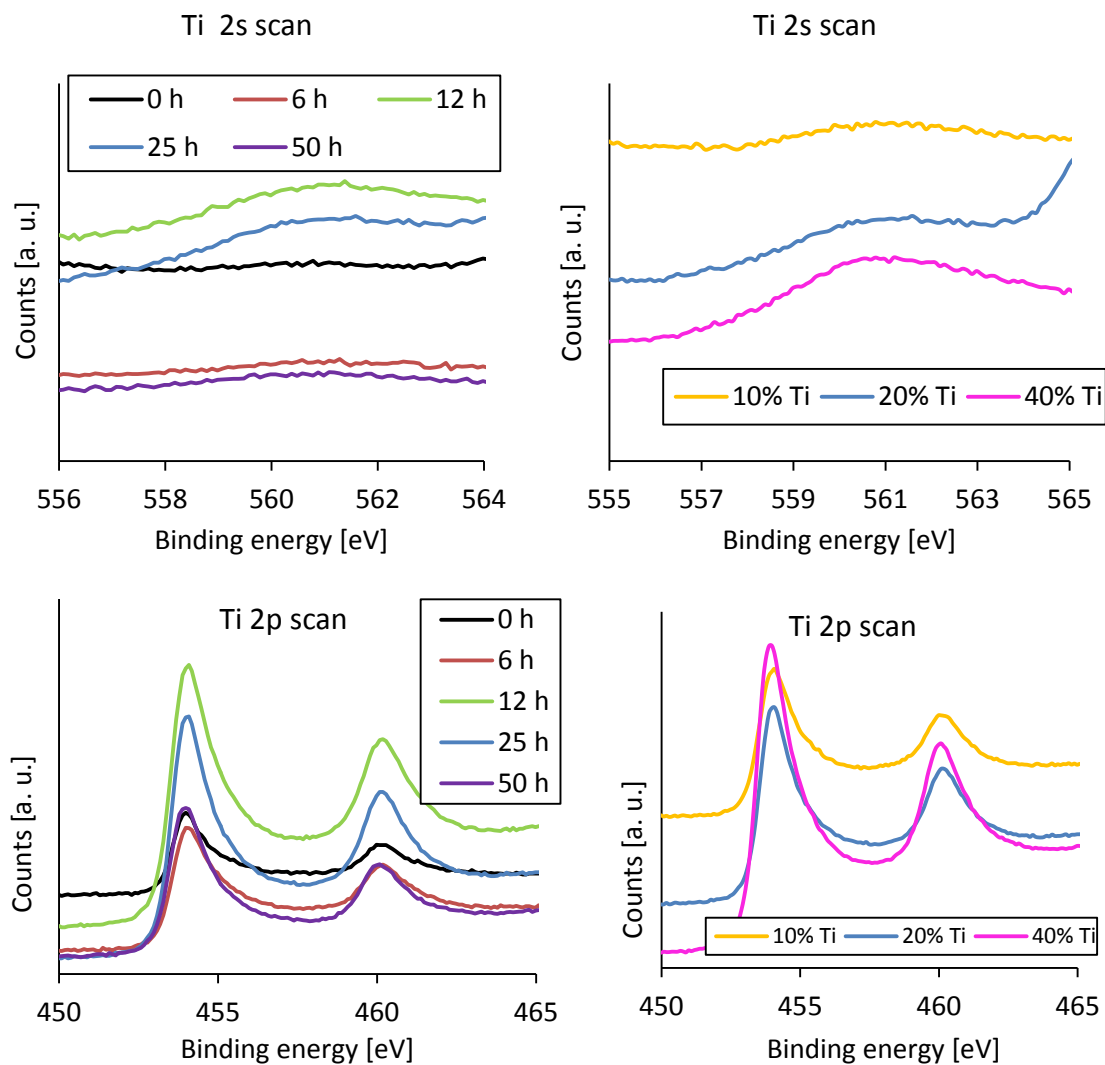 Ti  2s scan
0 h 6 h 12 h
25 h 50 h
Counts [a. u.]
556 558 560 562 564
Binding energy [eV]
Ti 2s scan
Counts [a. u.]
10% Ti 20% Ti 40% Ti
555 557 559 561 563 565
Binding energy [eV]
Ti 2p scan
0 h
6 h
12 h
25 h
50 h
Counts [a. u.]
450 455 460 465
Binding energy [eV]
Ti 2p scan
Counts [a. u.]
10% Ti 20% Ti 40% Ti
450 455 460 465
Binding energy [eV]